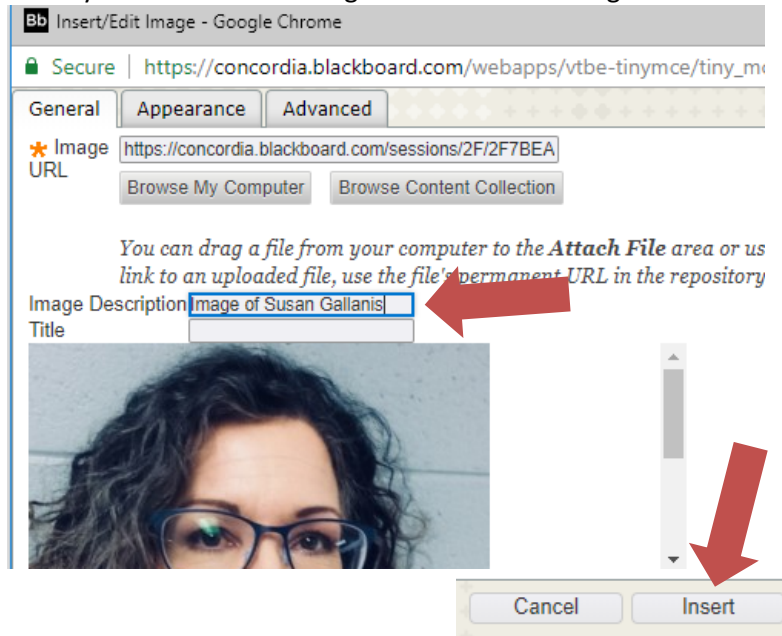 Bb Insert/Edit Image - Google Chrome
Secure | https://concordia.blackboard.com/webapps/vtbe-tinymce/tiny_m
General Appearance Advanced
Image URL https://concordia.blackboard.com/sessions/2F/2F7BEA
Browse My Computer Browse Content Collection
You can drag a file from your computer to the Attach File area or us
link to an uploaded file, use the file's permanent URL in the repository
Image Description Image of Susan Gallanis
Title
Cancel Insert